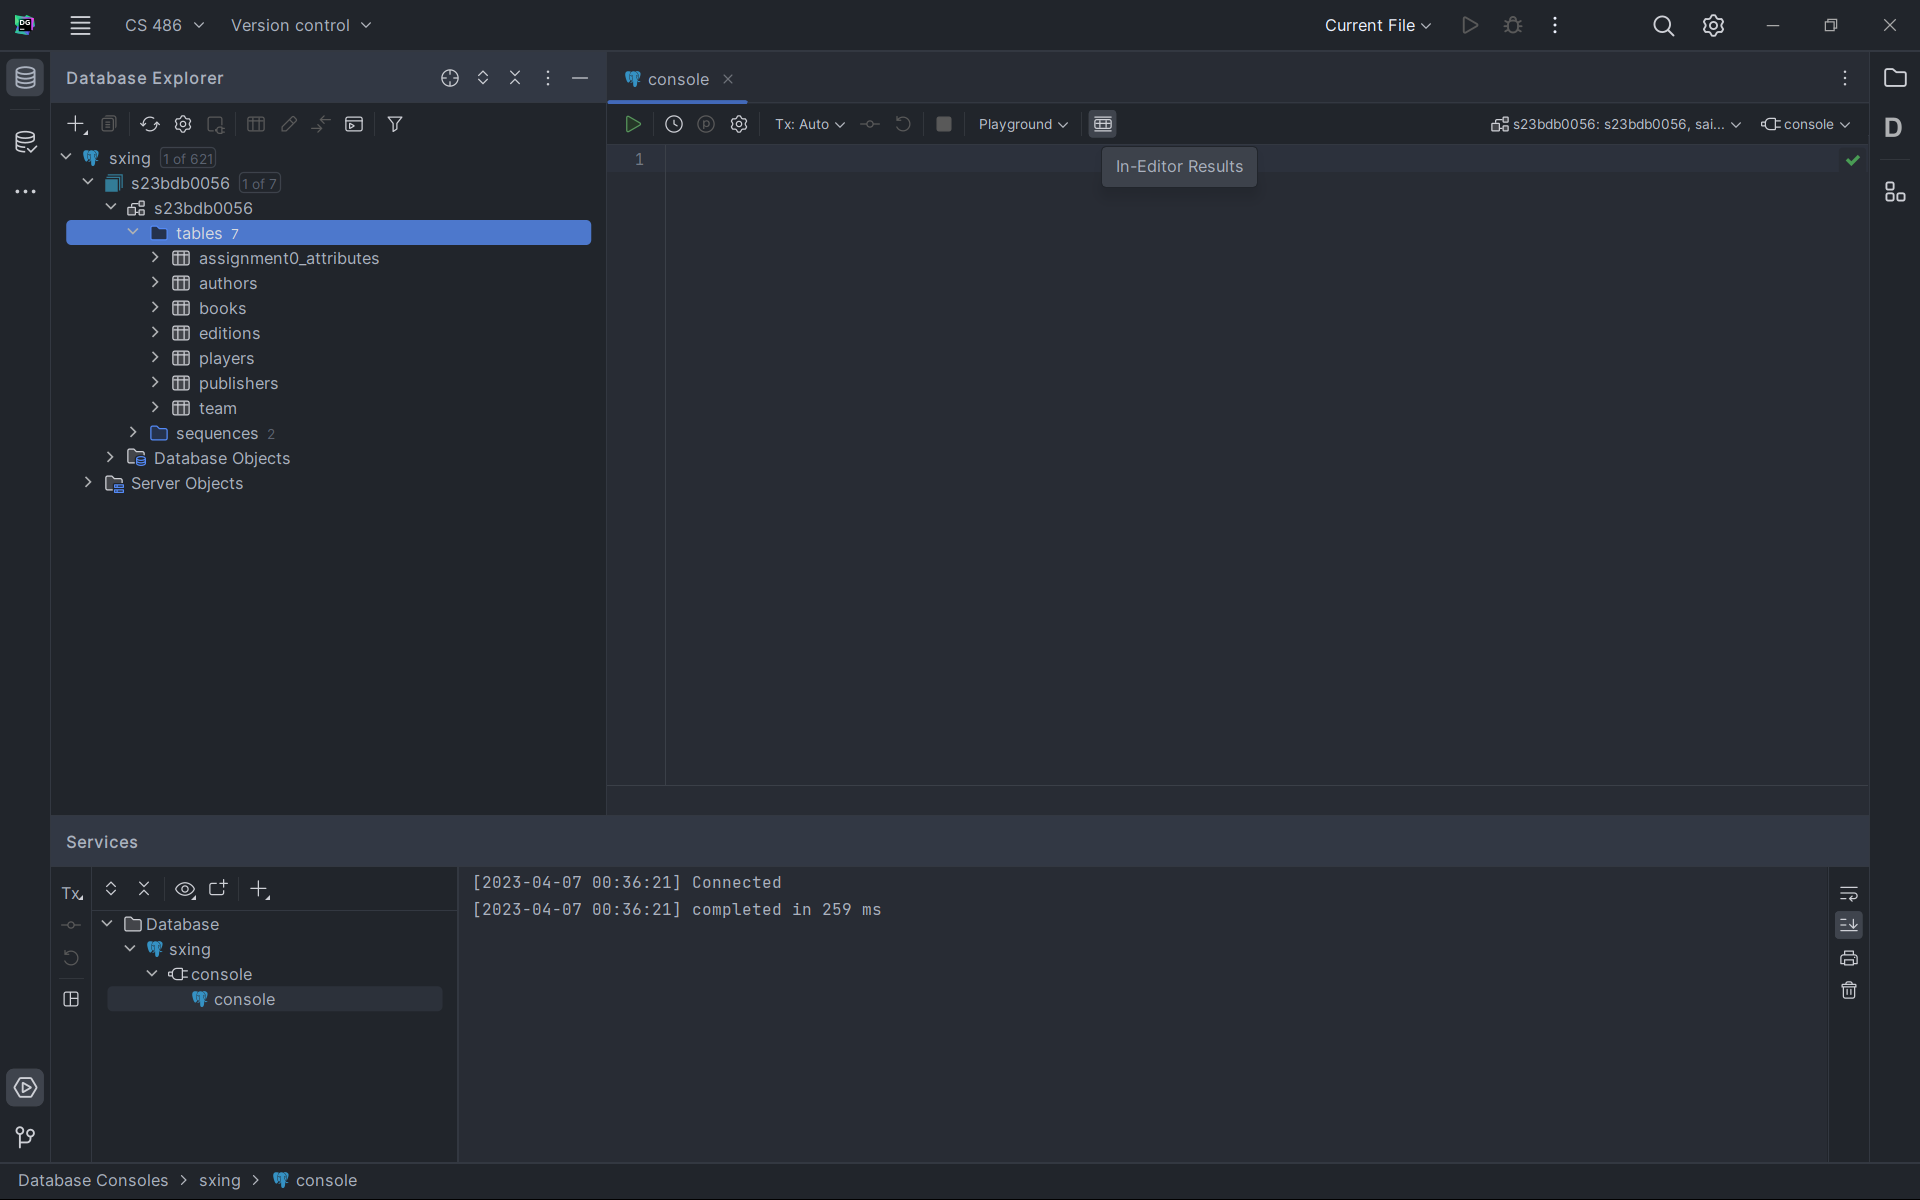 DG
CS 486
Version control
Current File
Database Explorer
console
Tx: Auto
Playground
s23bdb0056: s23bdb0056, sai...
console
D
In-Editor Results
1
sxing 1 of 621
s23bdb0056 1 of 7
s23bdb0056
tables 7
assignment0_attributes
authors
books
editions
players
publishers
team
sequences 2
Database Objects
Server Objects
Services
Tx
Database
sxing
console
console
[2023-04-07 00:36:21] Connected
[2023-04-07 00:36:21] completed in 259 ms
Database Consoles > sxing > console